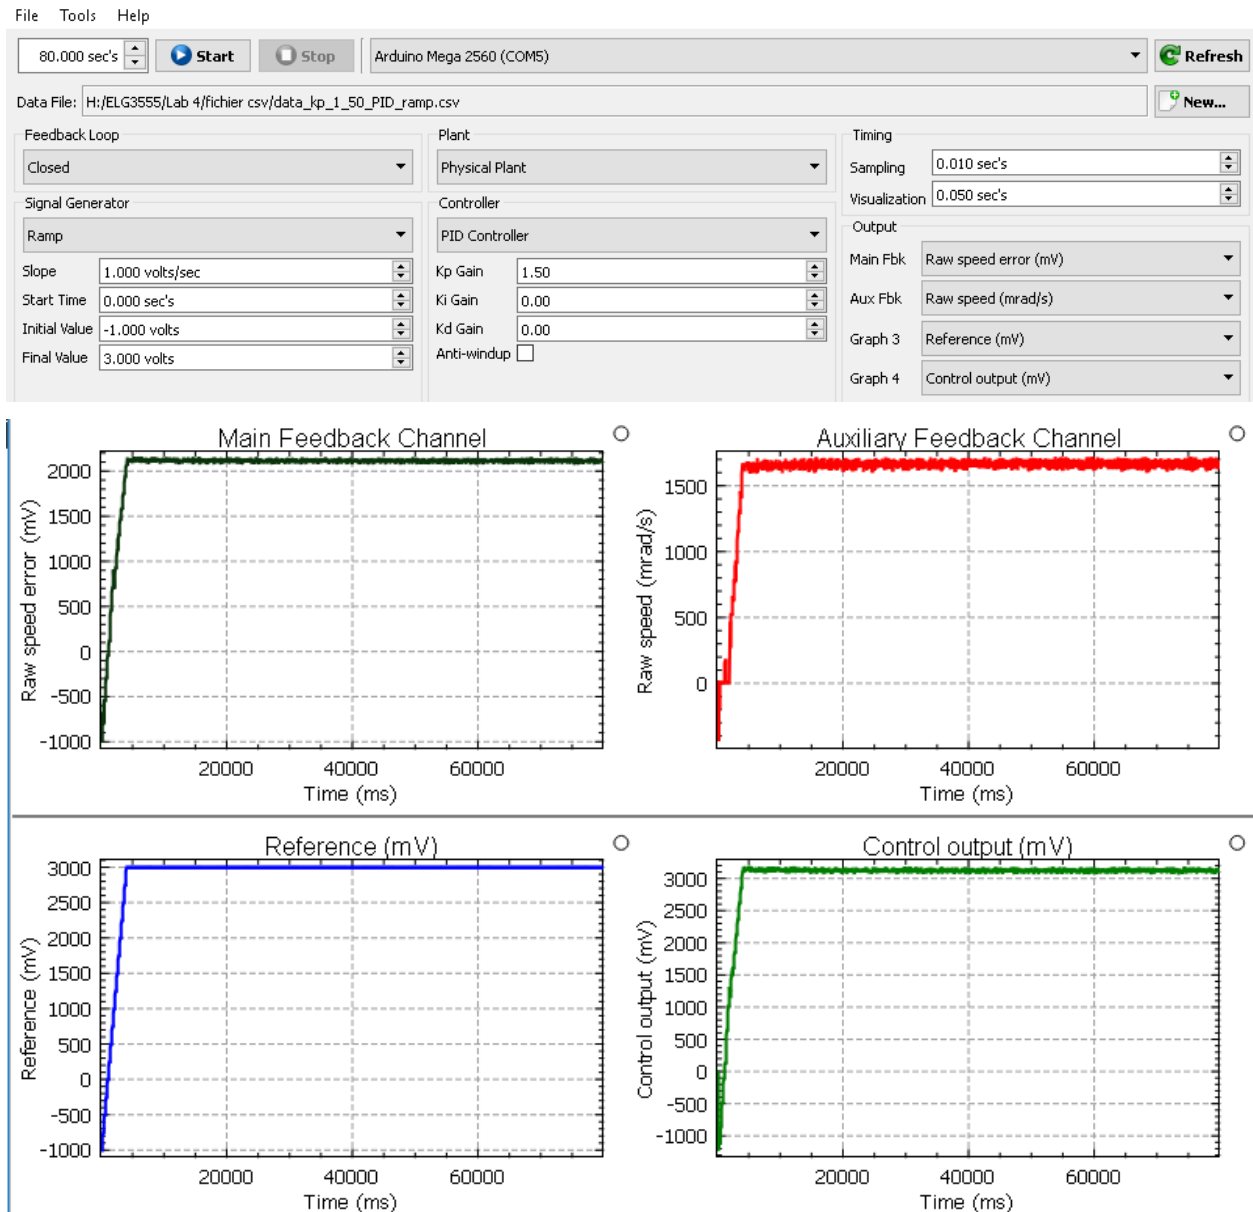 File Tools Help
80.000 sec's Start Stop Arduino Mega 2560 (COM5) Refresh
Data File: H:/ELG3555/Lab 4/fichier csv/data_kp_1_50_PID_ramp.csv New...
Feedback Loop Plant Timing
Closed Physical Plant Sampling 0.010 sec's
Visualization 0.050 sec's
Signal Generator Controller Output
Ramp PID Controller Main Fbk Raw speed error (mV)
Slope 1.000 volts/sec Kp Gain 1.50
Start Time 0.000 sec's Ki Gain 0.00 Aux Fbk Raw speed (mrad/s)
Initial Value -1.000 volts Kd Gain 0.00 Graph 3 Reference (mV)
Final Value 3.000 volts Anti-windup
Graph 4 Control output (mV)
Main Feedback Channel
Raw speed error (mV)
2000
1500
1000
500
0
-500
-1000
20000 40000 60000
Time (ms)
Auxiliary Feedback Channel
Raw speed (mrad/s)
1500
1000
500
0
20000 40000 60000
Time (ms)
Reference (mV)
Reference (mV)
3000
2500
2000
1500
1000
500
0
-500
-1000
20000 40000 60000
Time (ms)
Control output (mV)
Control output (mV)
3000
2500
2000
1500
1000
500
0
-500
-1000
20000 40000 60000
Time (ms)